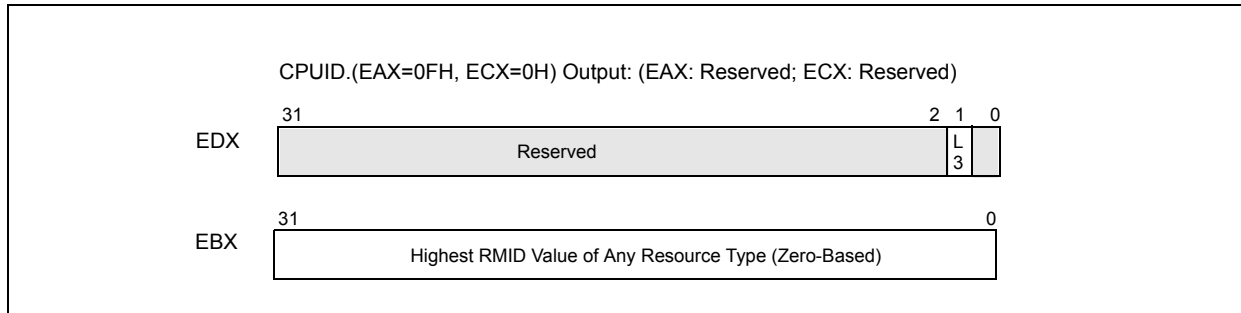 CPUID.(EAX=0FH, ECX=0H) Output: (EAX: Reserved; ECX: Reserved)
31 2 1 0
EDX Reserved L
3
31 0
EBX Highest RMID Value of Any Resource Type (Zero-Based)